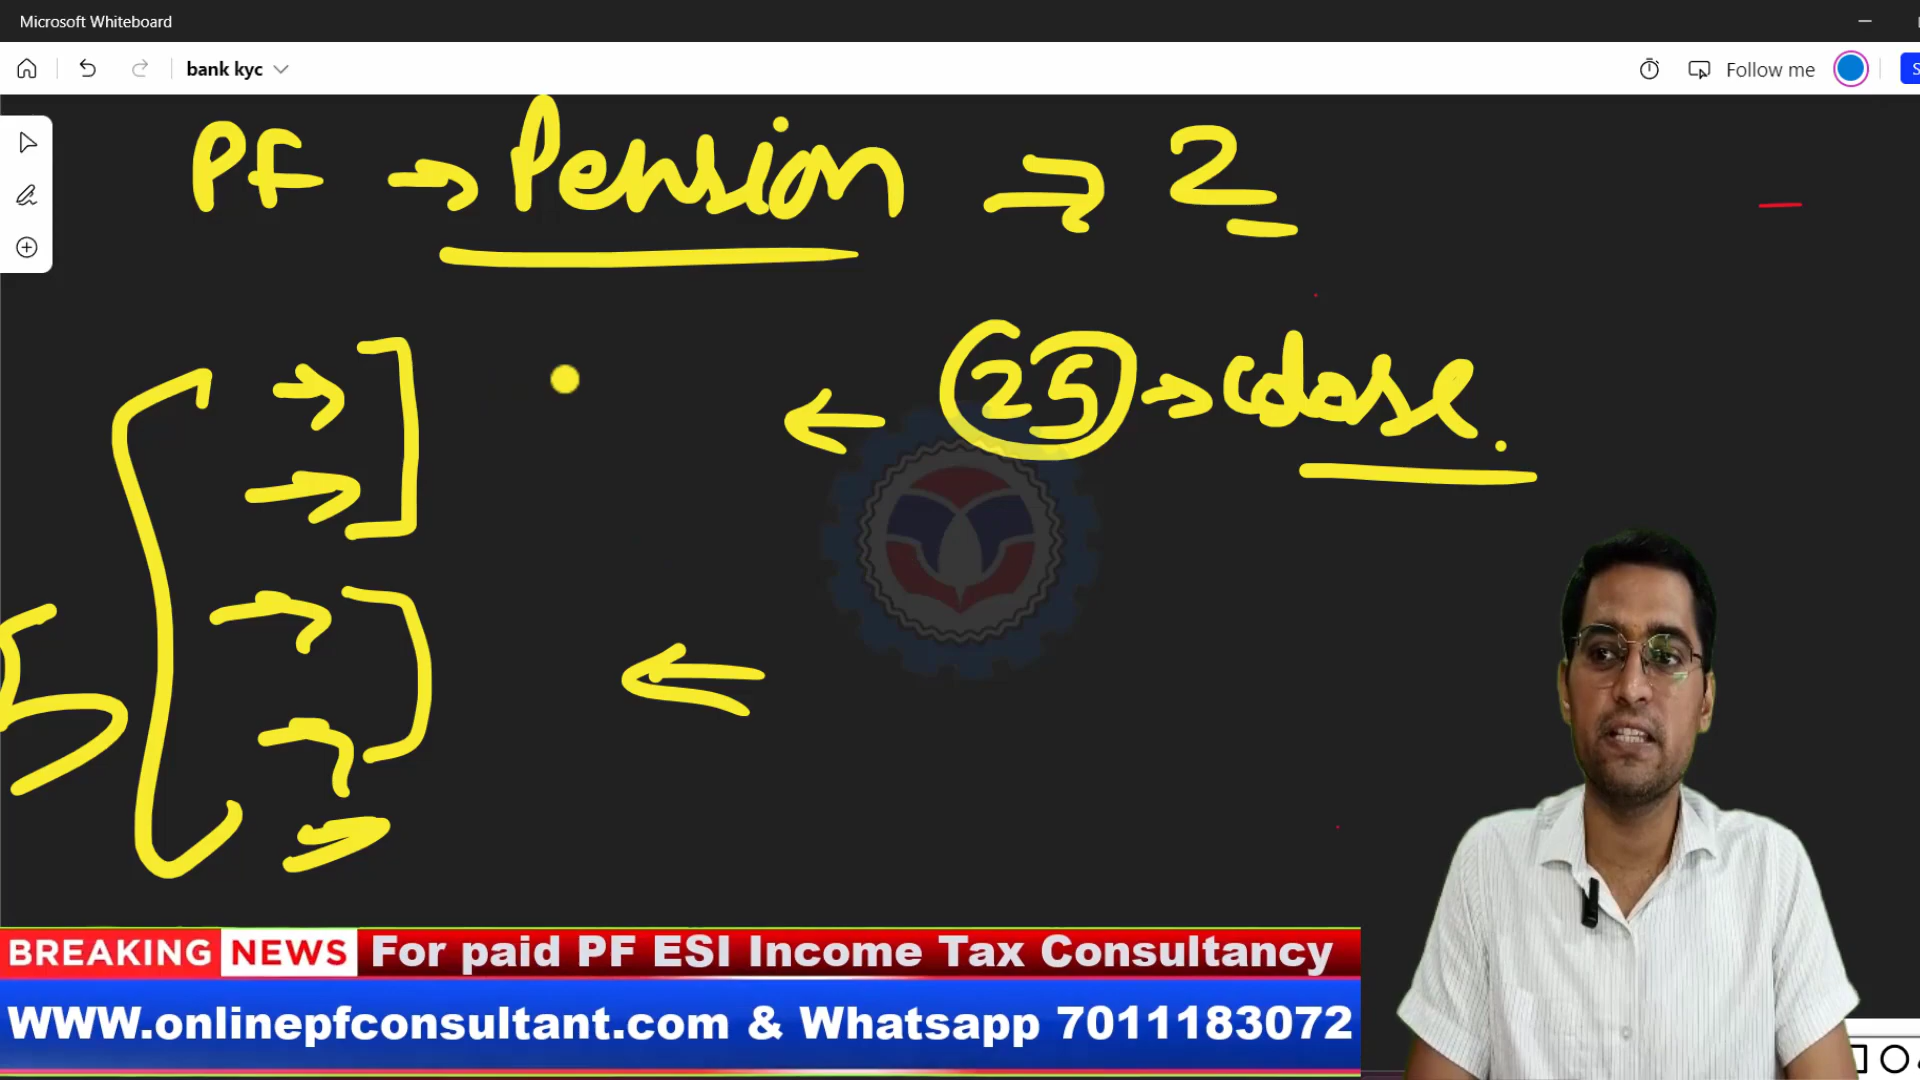 Microsoft Whiteboard
bank kyc
Follow me
S
PF → Pension → 2
← 25 → close.
5
BREAKING NEWS For paid PF ESI Income Tax Consultancy
WWW.onlinepfconsultant.com & Whatsapp 7011183072